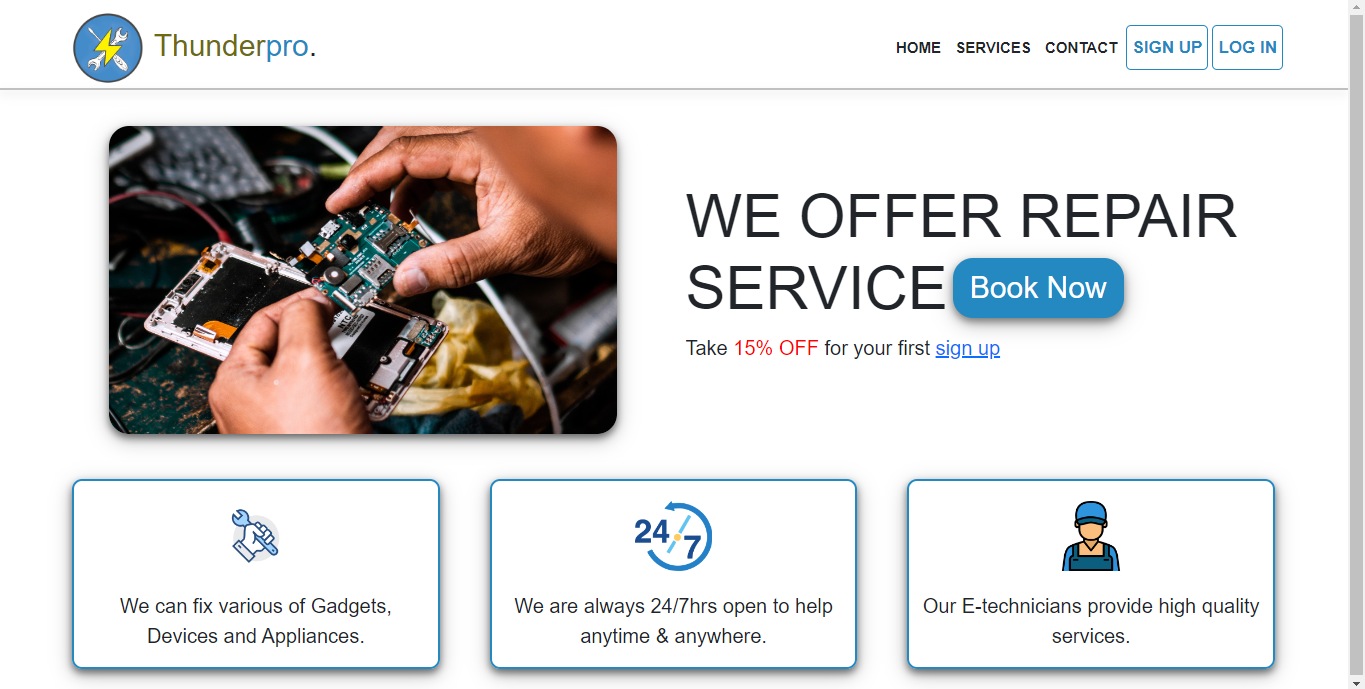 Thunderpro.
HOME SERVICES CONTACT SIGN UP LOG IN
WE OFFER REPAIR
SERVICE Book Now
Take 15% OFF for your first sign up
24/7
We can fix various of Gadgets,
Devices and Appliances.
We are always 24/7hrs open to help
anytime & anywhere.
Our E-technicians provide high quality
services.